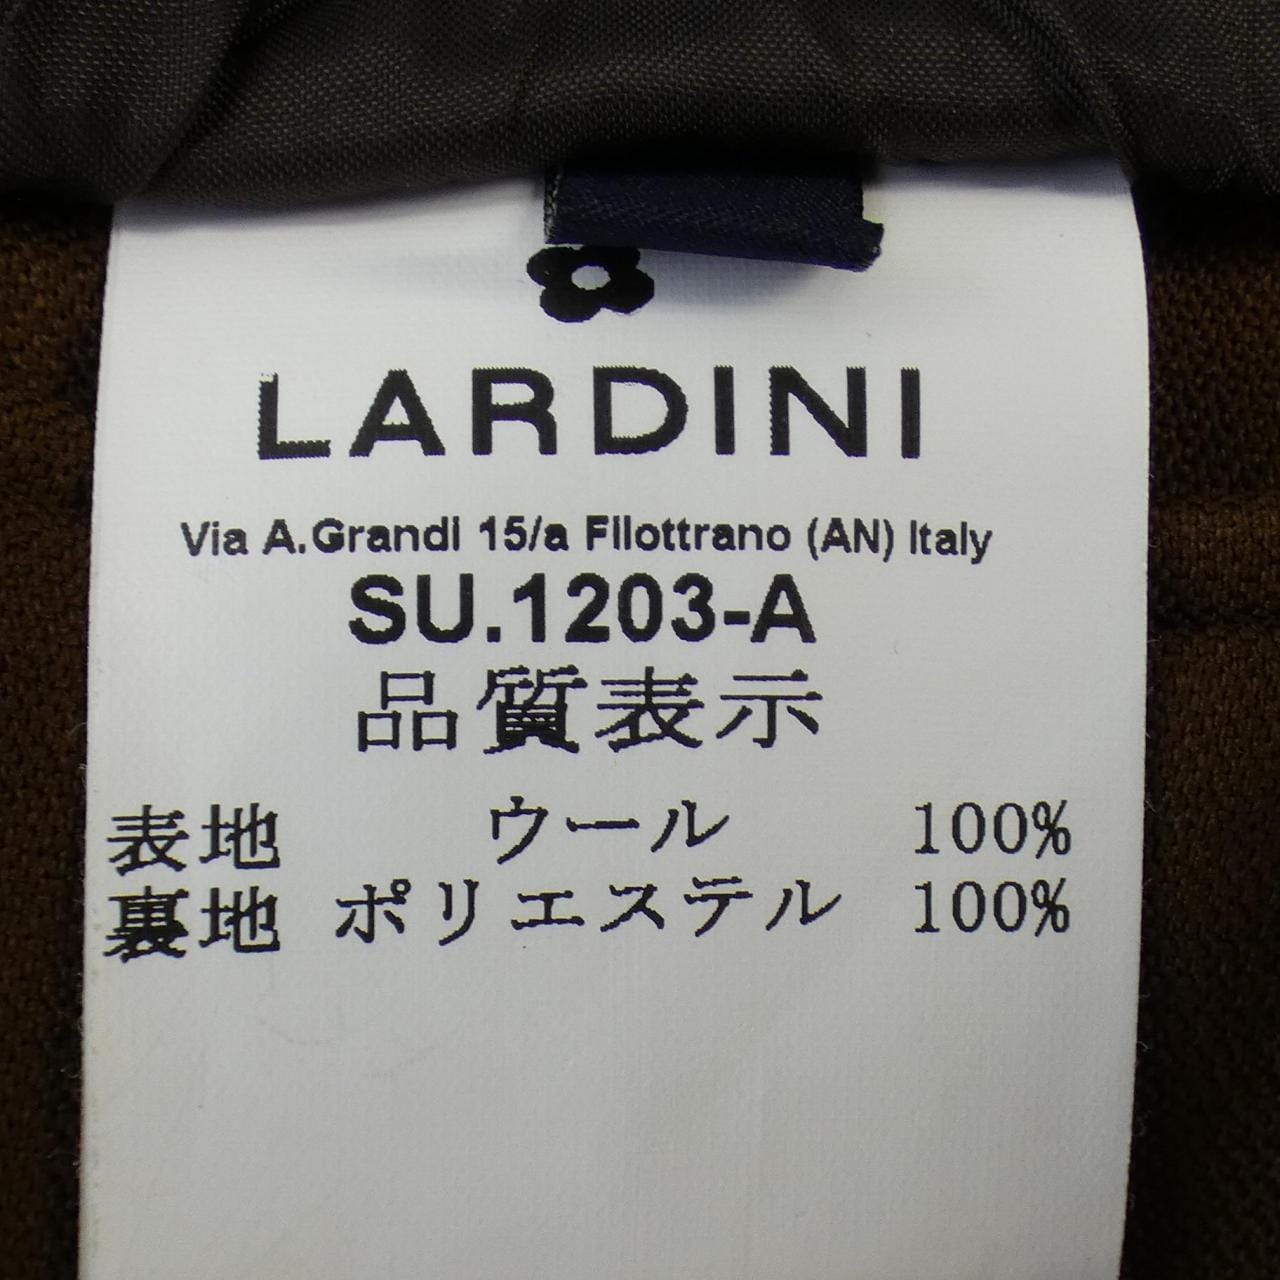 LARDINI
Via A.Grandi 15/a Filottrano (AN) Italy
SU.1203-A
品質表示
表地 ウール 100%
裏地 ポリエステル 100%